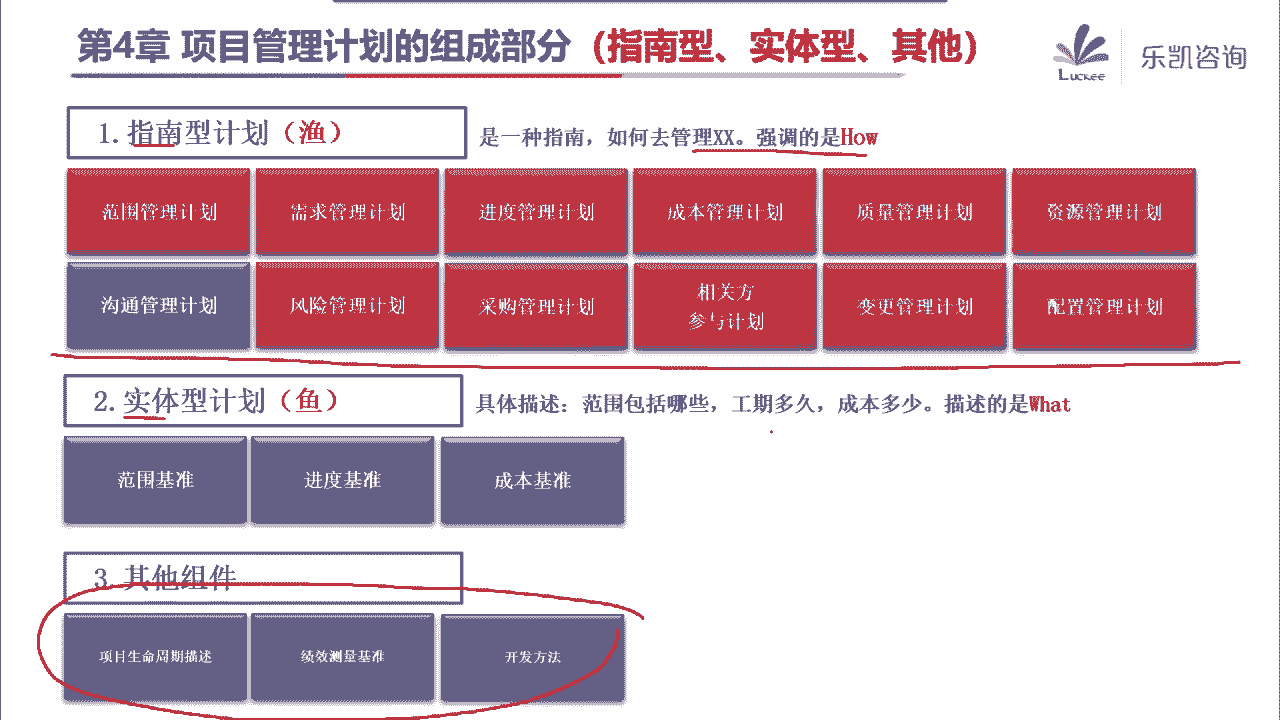 第4章 项目管理计划的组成部分（指南型、实体型、其他）
Luckee
乐凯咨询
1.指南型计划（渔）
是一种指南，如何去管理XX。强调的是How
范围管理计划
需求管理计划
进度管理计划
成本管理计划
质量管理计划
资源管理计划
沟通管理计划
风险管理计划
采购管理计划
相关方
参与计划
变更管理计划
配置管理计划
2.实体型计划（鱼）
具体描述：范围包括哪些，工期多久，成本多少。描述的是What
范围基准
进度基准
成本基准
3.其他组件
项目生命周期描述
绩效测量基准
开发方法